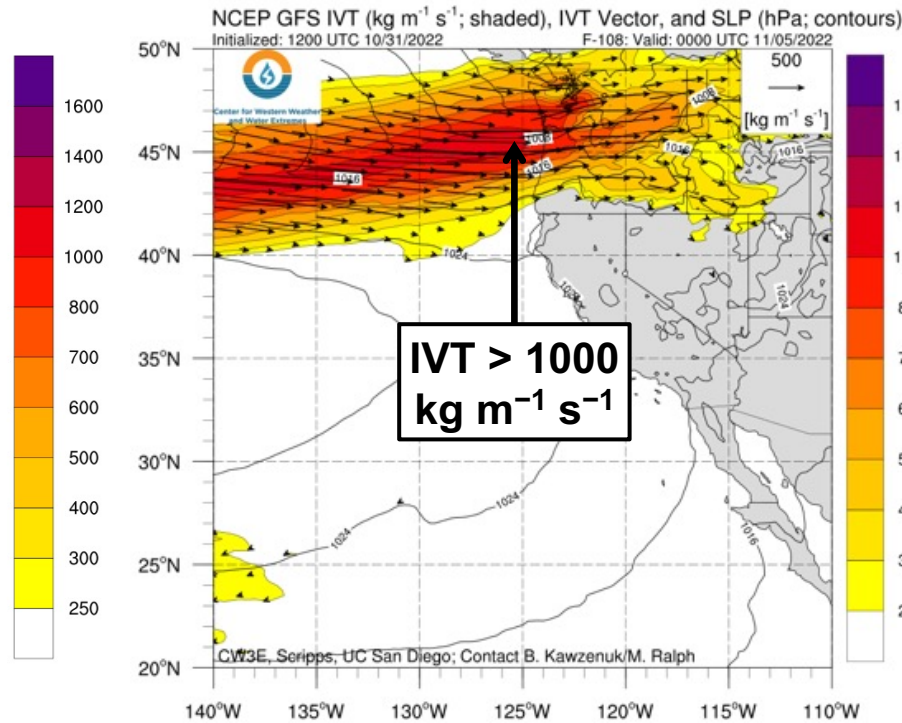 NCEP GFS IVT (kg m⁻¹ s⁻¹; shaded), IVT Vector, and SLP (hPa; contours)
Initialized: 1200 UTC 10/31/2022 F-108: Valid: 0000 UTC 11/05/2022
Center for Western Weather
and Water Extremes
500
[kg m⁻¹ s⁻¹]
1600
1400
1200
1000
800
700
600
500
400
300
250
50°N
45°N
40°N
35°N
30°N
25°N
20°N
1008
1008
1016
1016
1016
1016
1024
1024
1024
1024
1016
IVT > 1000
kg m⁻¹ s⁻¹
CW3E, Scripps, UC San Diego; Contact B. Kawzenuk/M. Ralph
140°W 135°W 130°W 125°W 120°W 115°W 110°W